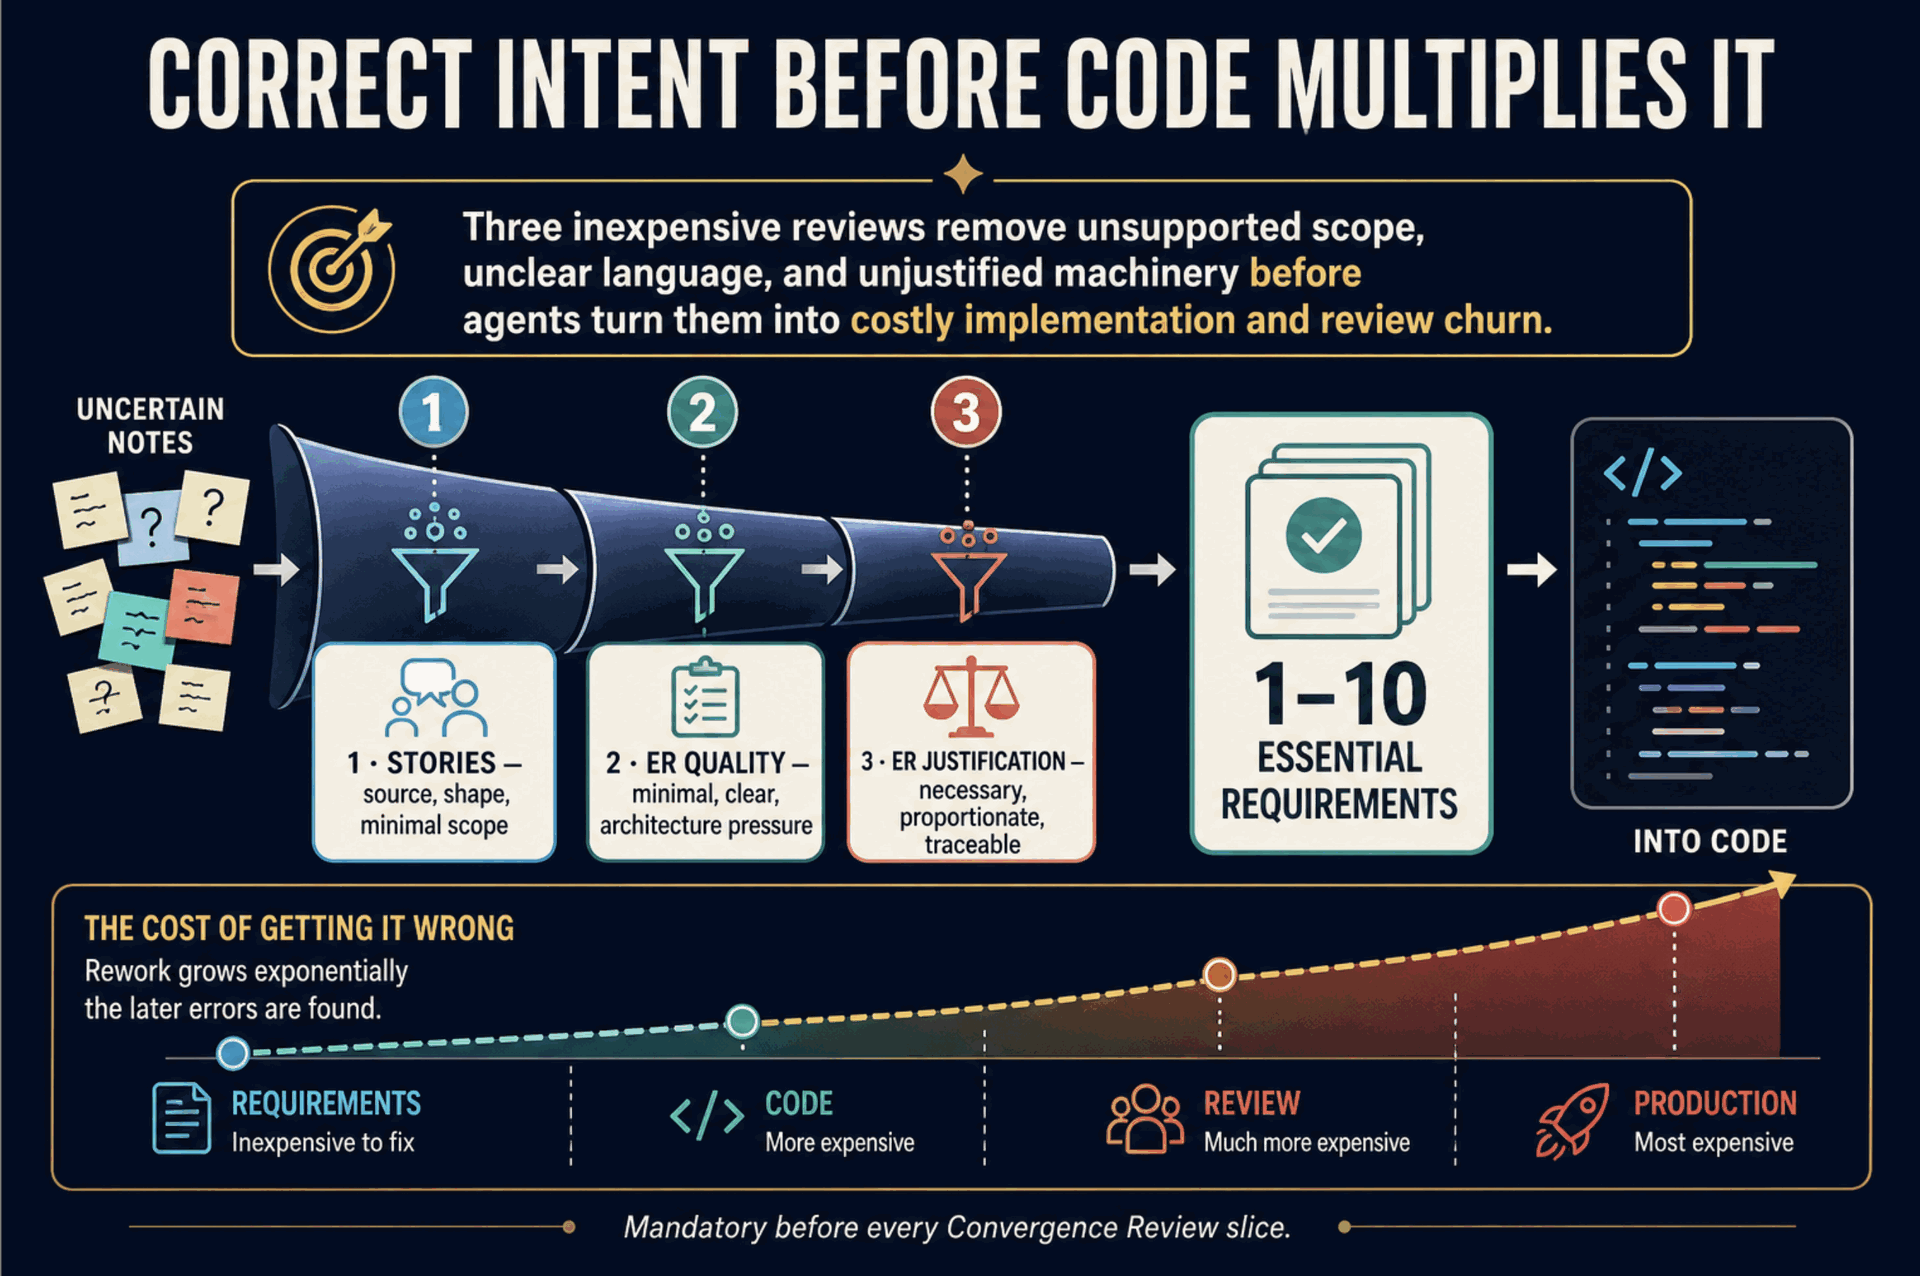 CORRECT INTENT BEFORE CODE MULTIPLIES IT
Three inexpensive reviews remove unsupported scope,
unclear language, and unjustified machinery before
agents turn them into costly implementation and review churn.
UNCERTAIN
NOTES
?
?
?
1
2
3
1 · STORIES –
source, shape,
minimal scope
2 · ER QUALITY –
minimal, clear,
architecture pressure
3 · ER JUSTIFICATION –
necessary,
proportionate,
traceable
1–10
ESSENTIAL
REQUIREMENTS
</>
INTO CODE
THE COST OF GETTING IT WRONG
Rework grows exponentially
the later errors are found.
REQUIREMENTS
Inexpensive to fix
</>
CODE
More expensive
REVIEW
Much more expensive
PRODUCTION
Most expensive
Mandatory before every Convergence Review slice.